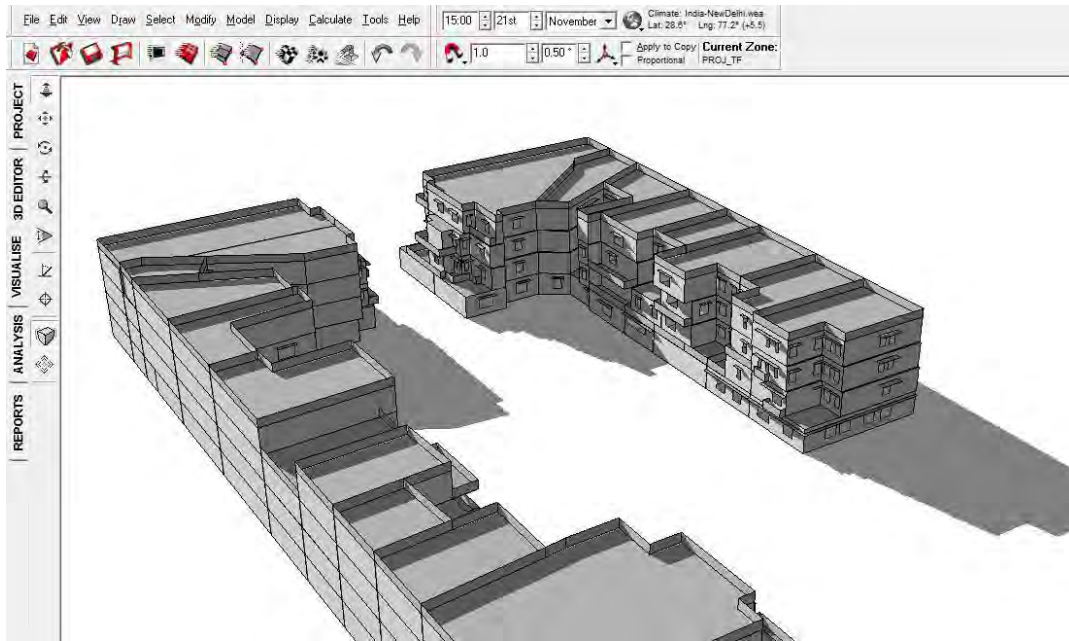 File Edit View Draw Select Modify Model Display Calculate Tools Help
15:00 21st November
Climate: India-NewDelhi.wea
Lat: 28.6° Lng: 77.2° (+5.5)
1.0 0.50 °
Apply to Copy
Proportional
Current Zone:
PROJ_TF
PROJECT
3D EDITOR
VISUALISE
ANALYSIS
REPORTS